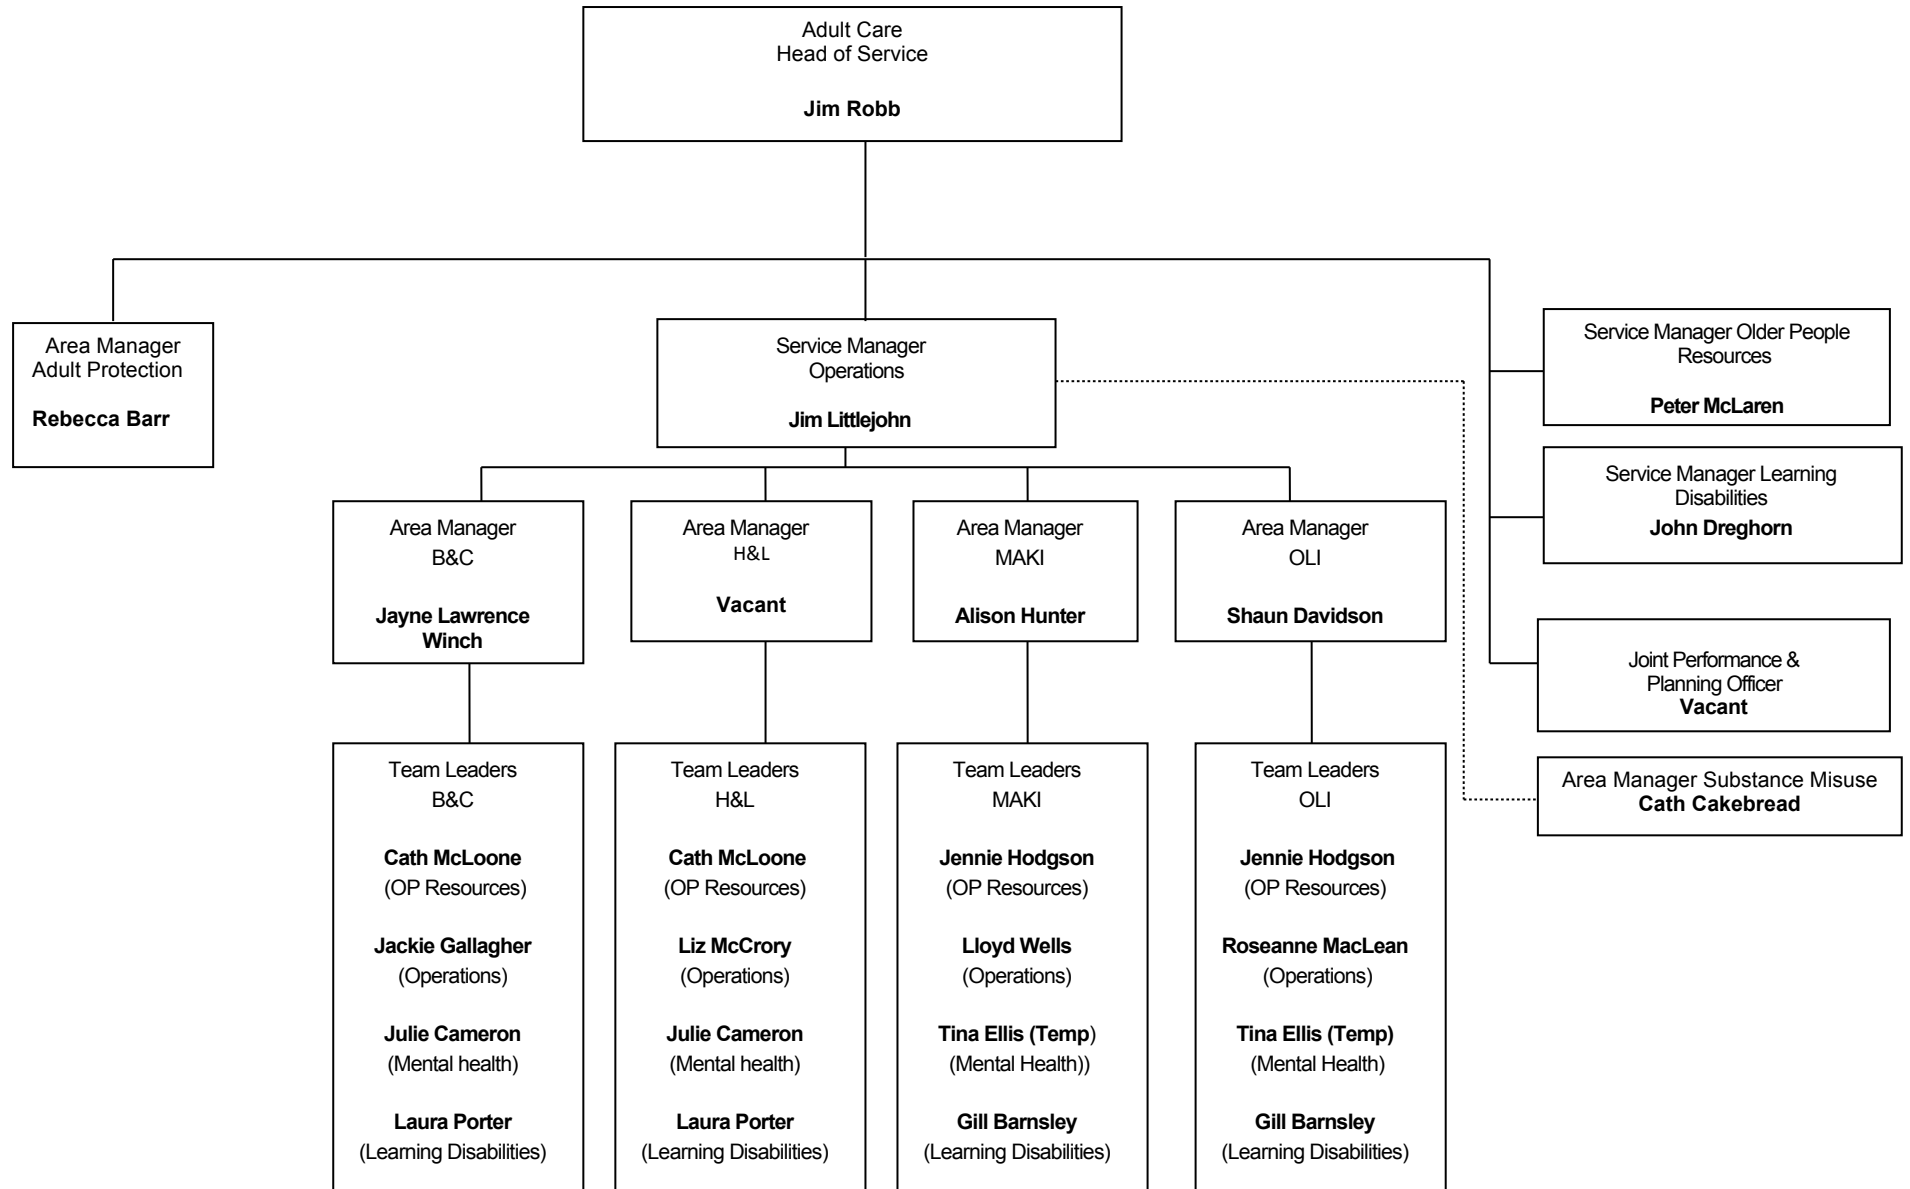 Adult Care
Head of Service
Jim Robb
Area Manager
Adult Protection
Rebecca Barr
Service Manager
Operations
Jim Littlejohn
Service Manager Older People
Resources
Peter McLaren
Service Manager Learning
Disabilities
John Dreghorn
Joint Performance &
Planning Officer
Vacant
Area Manager Substance Misuse
Cath Cakebread
Area Manager
B&C
Jayne Lawrence
Winch
Area Manager
H&L
Vacant
Area Manager
MAKI
Alison Hunter
Area Manager
OLI
Shaun Davidson
Team Leaders
B&C
Cath McLoone
(OP Resources)
Jackie Gallagher
(Operations)
Julie Cameron
(Mental health)
Laura Porter
(Learning Disabilities)
Team Leaders
H&L
Cath McLoone
(OP Resources)
Liz McCrory
(Operations)
Julie Cameron
(Mental health)
Laura Porter
(Learning Disabilities)
Team Leaders
MAKI
Jennie Hodgson
(OP Resources)
Lloyd Wells
(Operations)
Tina Ellis (Temp)
(Mental Health))
Gill Barnsley
(Learning Disabilities)
Team Leaders
OLI
Jennie Hodgson
(OP Resources)
Roseanne MacLean
(Operations)
Tina Ellis (Temp)
(Mental Health)
Gill Barnsley
(Learning Disabilities)